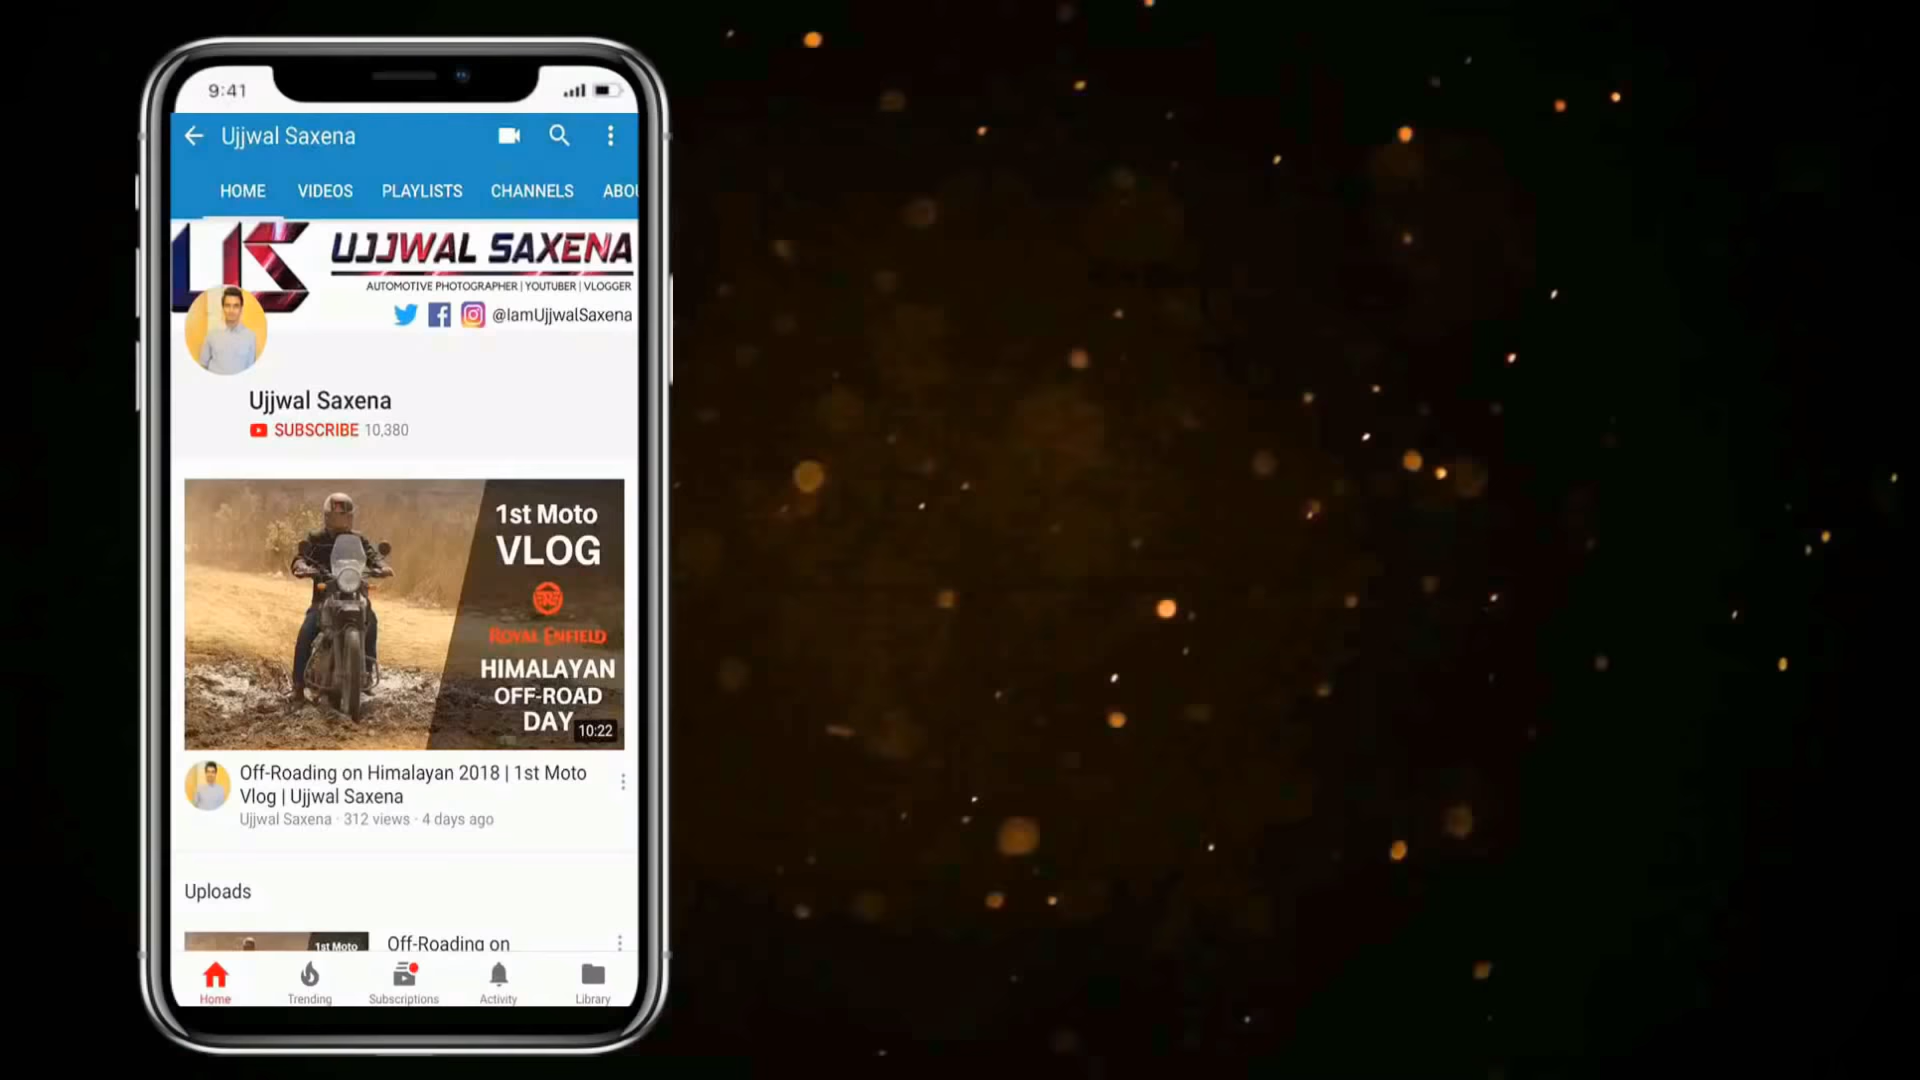 9:41
Ujjwal Saxena
HOME VIDEOS PLAYLISTS CHANNELS ABOU
US
UJJWAL SAXENA
AUTOMOTIVE PHOTOGRAPHER | YOUTUBER | VLOGGER
@IamUjjwalSaxena
Ujjwal Saxena
SUBSCRIBE 10,380
1st Moto
VLOG
ROYAL ENFIELD
HIMALAYAN
OFF-ROAD
DAY
10:22
Off-Roading on Himalayan 2018 | 1st Moto
Vlog | Ujjwal Saxena
Ujjwal Saxena · 312 views · 4 days ago
Uploads
1st Moto
Off-Roading on
Home Trending Subscriptions Activity Library